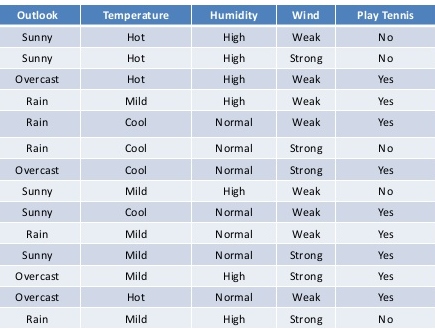 Outlook Temperature Humidity Wind Play Tennis
Sunny Hot High Weak No
Sunny Hot High Strong No
Overcast Hot High Weak Yes
Rain Mild High Weak Yes
Rain Cool Normal Weak Yes
Rain Cool Normal Strong No
Overcast Cool Normal Strong Yes
Sunny Mild High Weak No
Sunny Cool Normal Weak Yes
Rain Mild Normal Weak Yes
Sunny Mild Normal Strong Yes
Overcast Mild High Strong Yes
Overcast Hot Normal Weak Yes
Rain Mild High Strong No